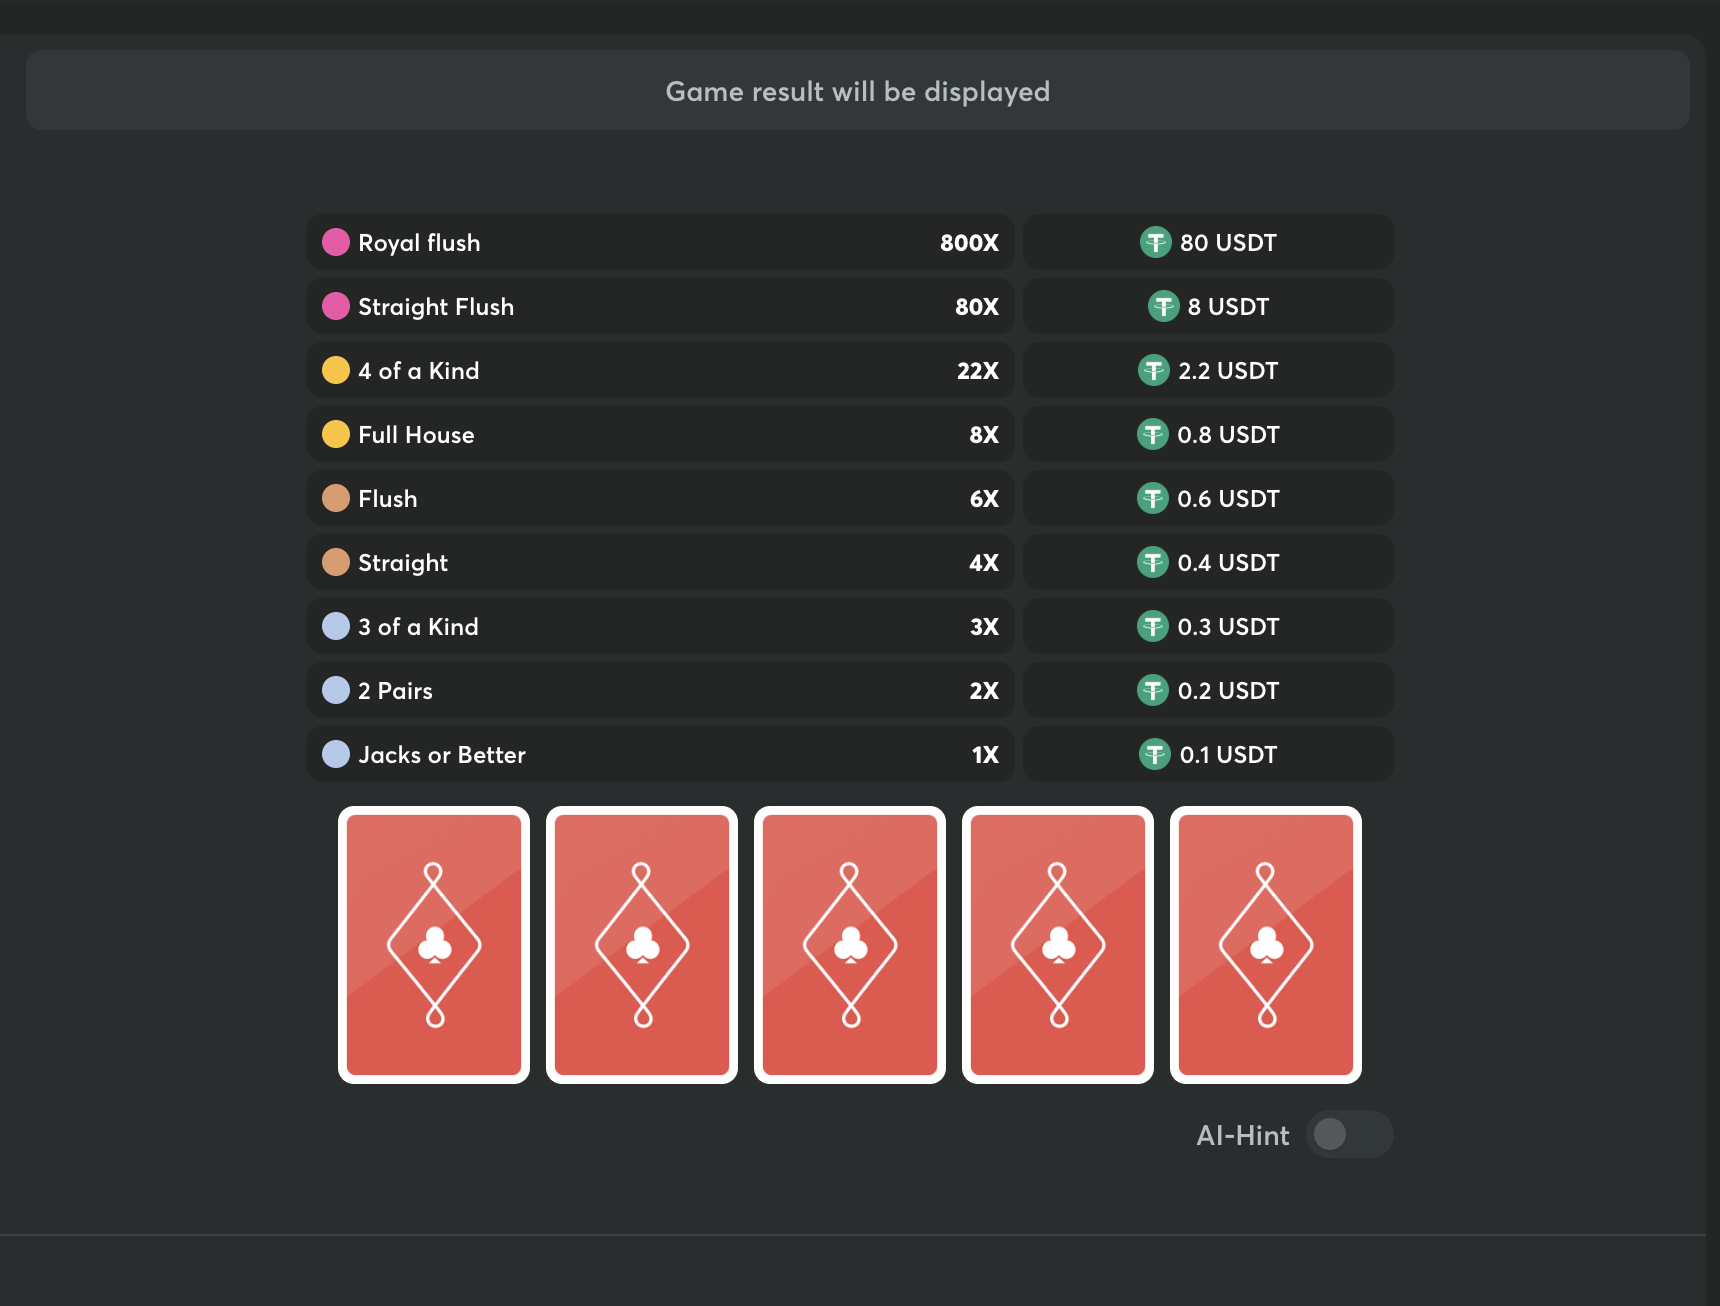 Game result will be displayed
Royal flush 800X 80 USDT
Straight Flush 80X 8 USDT
4 of a Kind 22X 2.2 USDT
Full House 8X 0.8 USDT
Flush 6X 0.6 USDT
Straight 4X 0.4 USDT
3 of a Kind 3X 0.3 USDT
2 Pairs 2X 0.2 USDT
Jacks or Better 1X 0.1 USDT
AI-Hint